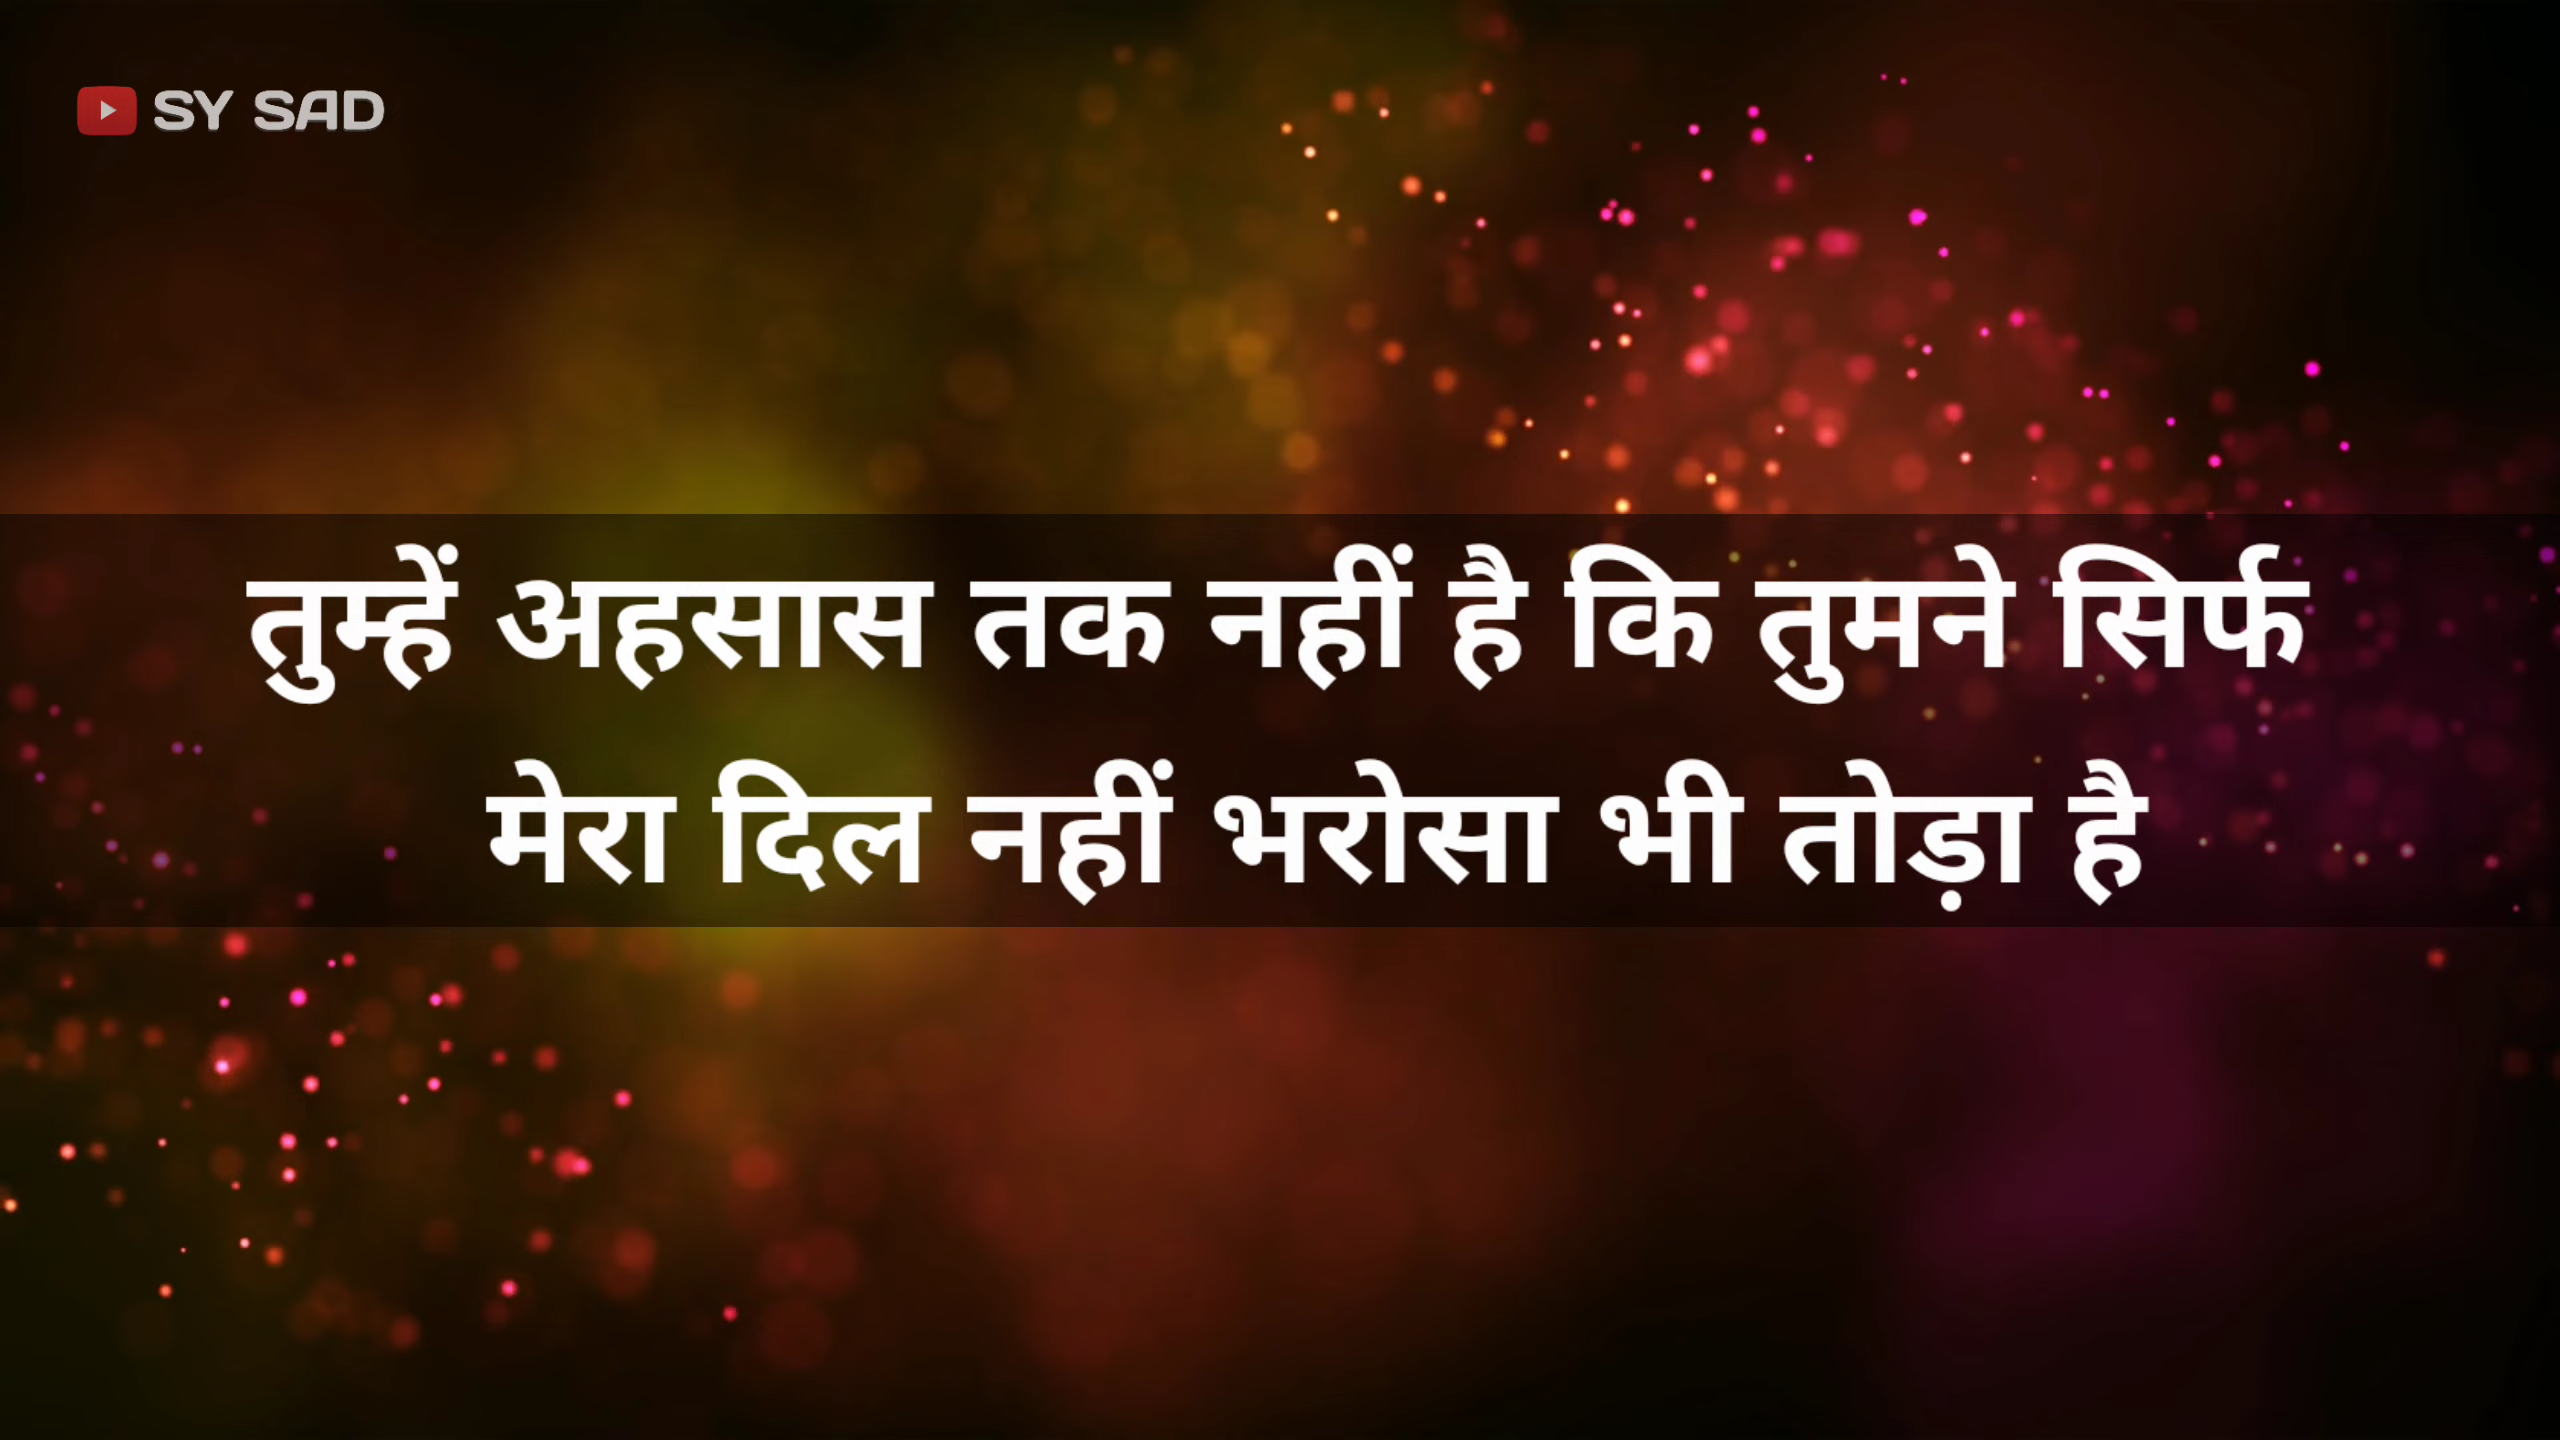 SY SAD
तुम्हें अहसास तक नहीं है कि तुमने सिर्फ
मेरा दिल नहीं भरोसा भी तोड़ा है